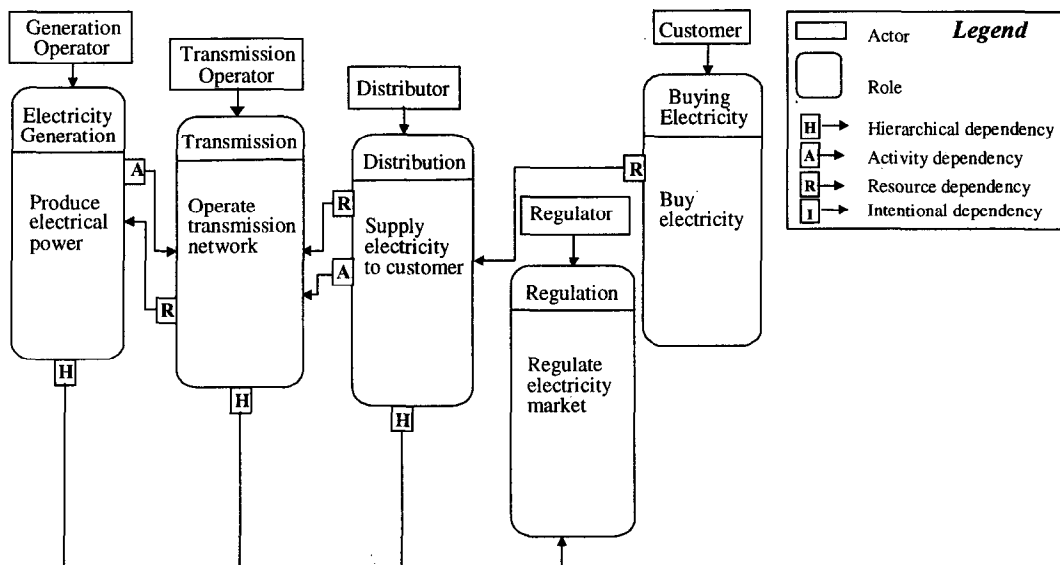 Generation
Operator
Electricity
Generation
Produce
electrical
power
A
R
H
Transmission
Operator
Transmission
Operate
transmission
network
H
Distributor
Distribution
R
A
Supply
electricity
to customer
H
Regulator
Regulation
Regulate
electricity
market
Customer
Buying
Electricity
R
Buy
electricity
Legend
Actor
Role
H Hierarchical dependency
A Activity dependency
R Resource dependency
I Intentional dependency